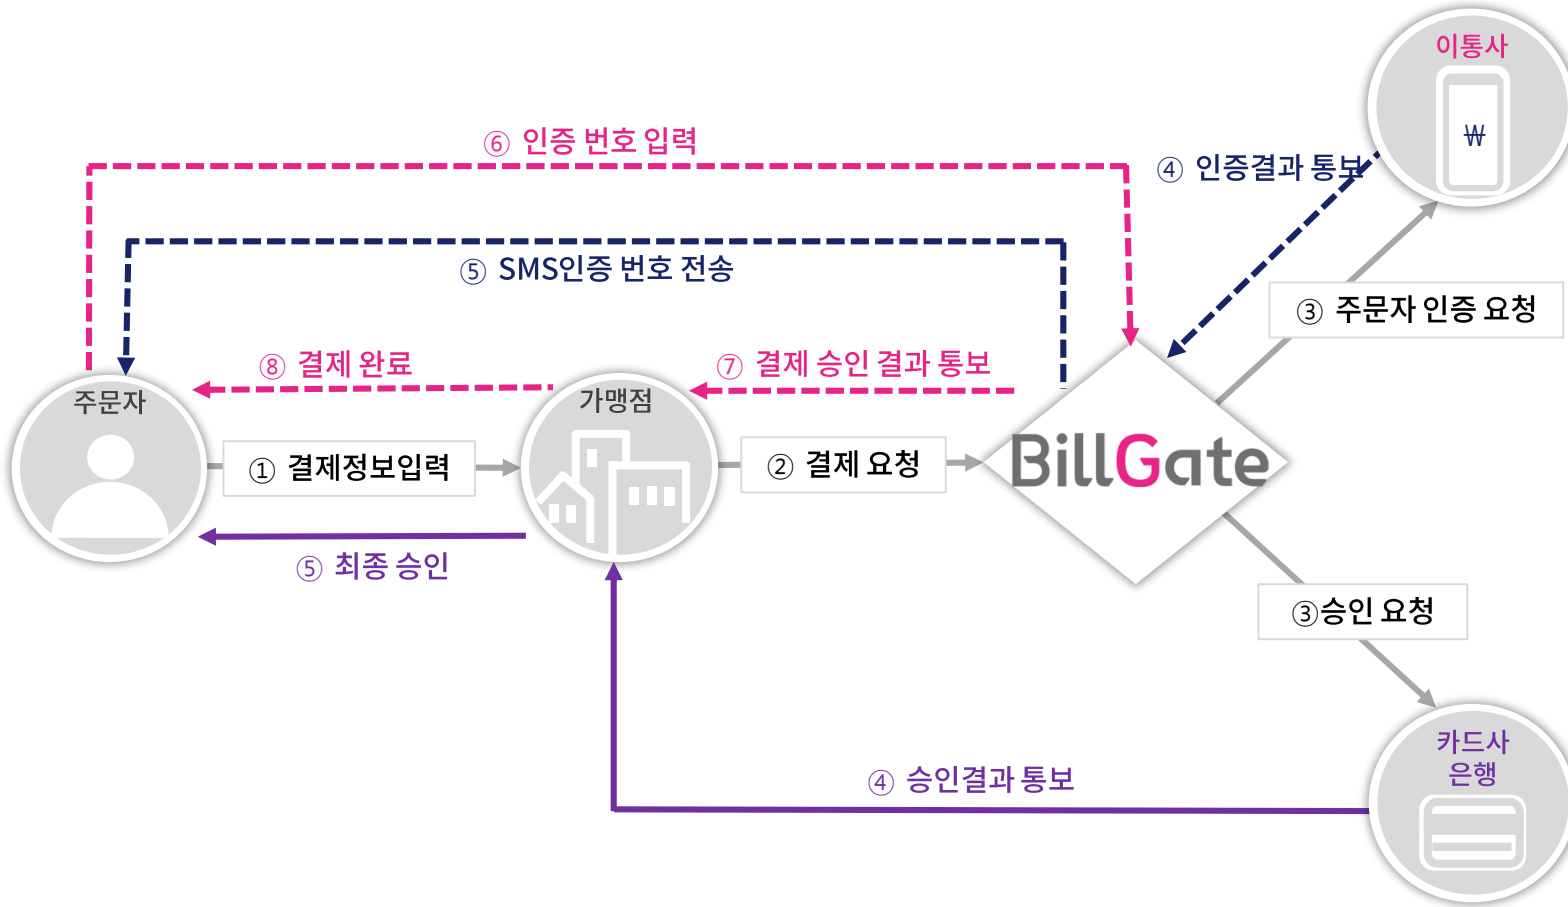 이통사
₩
⑥ 인증 번호 입력
④ 인증결과 통보
⑤ SMS인증 번호 전송
③ 주문자 인증 요청
⑧ 결제 완료
⑦ 결제 승인 결과 통보
주문자
가맹점
① 결제정보입력
② 결제 요청
BillGate
⑤ 최종 승인
③승인 요청
카드사
은행
④ 승인결과 통보